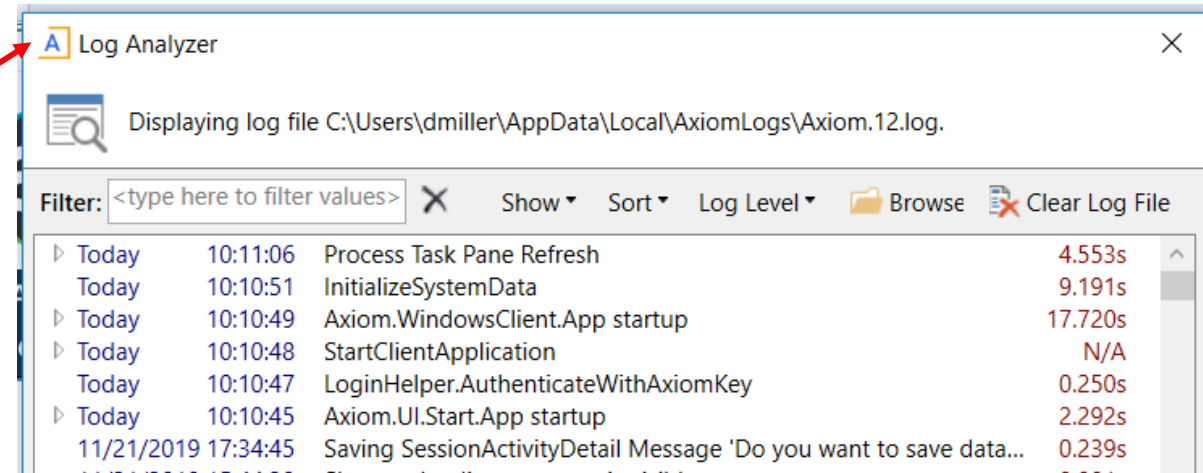 A Log Analyzer
Displaying log file C:\Users\dmiller\AppData\Local\AxiomLogs\Axiom.12.log.
Filter: <type here to filter values> Show Sort Log Level Browse Clear Log File
Today 10:11:06 Process Task Pane Refresh 4.553s
Today 10:10:51 InitializeSystemData 9.191s
Today 10:10:49 Axiom.WindowsClient.App startup 17.720s
Today 10:10:48 StartClientApplication N/A
Today 10:10:47 LoginHelper.AuthenticateWithAxiomKey 0.250s
Today 10:10:45 Axiom.UI.Start.App startup 2.292s
11/21/2019 17:34:45 Saving SessionActivityDetail Message 'Do you want to save data... 0.239s